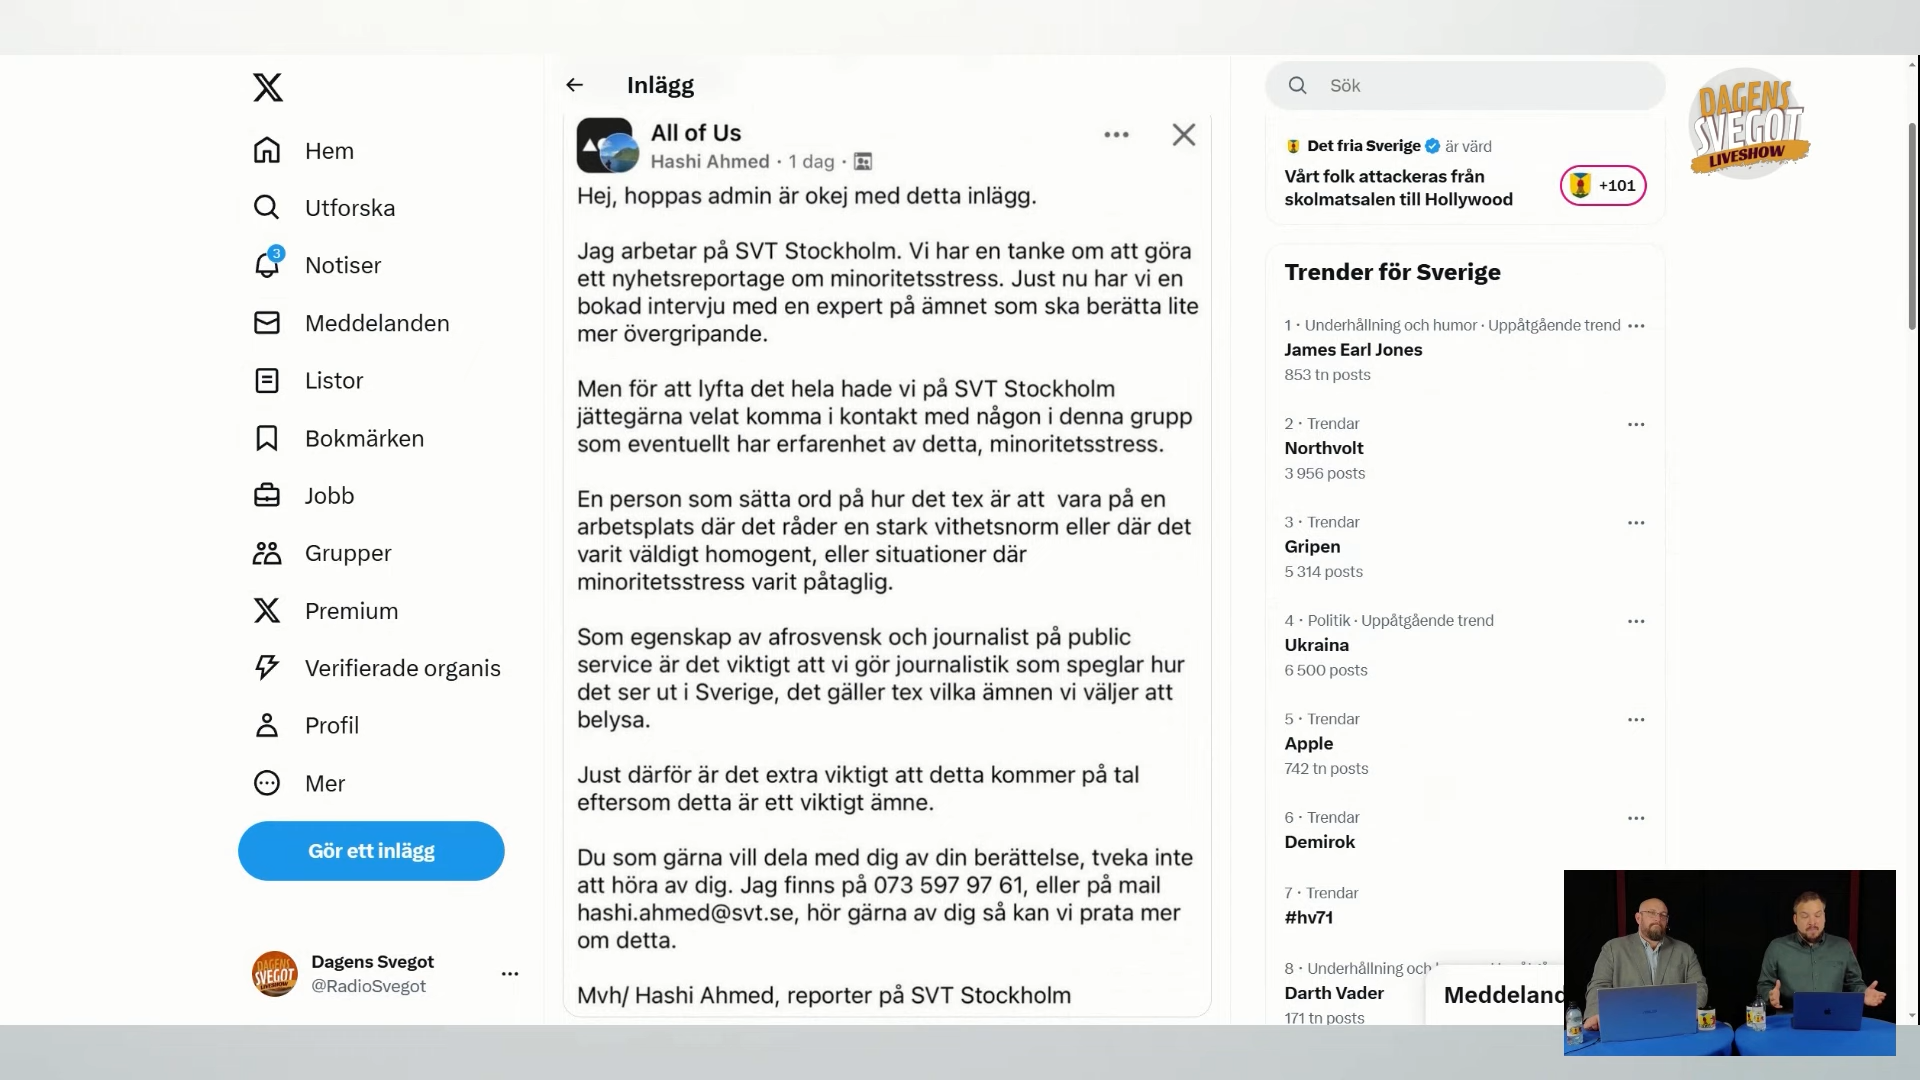 Hem
Utforska
3
Notiser
Meddelanden
Listor
Bokmärken
Jobb
Grupper
Premium
Verifierade organis
Profil
Mer
Gör ett inlägg
Dagens Svegot
@RadioSvegot
Inlägg
All of Us
Hashi Ahmed · 1 dag ·
Hej, hoppas admin är okej med detta inlägg.
Jag arbetar på SVT Stockholm. Vi har en tanke om att göra
ett nyhetsreportage om minoritetsstress. Just nu har vi en
bokad intervju med en expert på ämnet som ska berätta lite
mer övergripande.
Men för att lyfta det hela hade vi på SVT Stockholm
jättegärna velat komma i kontakt med någon i denna grupp
som eventuellt har erfarenhet av detta, minoritetsstress.
En person som sätta ord på hur det tex är att vara på en
arbetsplats där det råder en stark vithetsnorm eller där det
varit väldigt homogent, eller situationer där
minoritetsstress varit påtaglig.
Som egenskap av afrosvensk och journalist på public
service är det viktigt att vi gör journalistik som speglar hur
det ser ut i Sverige, det gäller tex vilka ämnen vi väljer att
belysa.
Just därför är det extra viktigt att detta kommer på tal
eftersom detta är ett viktigt ämne.
Du som gärna vill dela med dig av din berättelse, tveka inte
att höra av dig. Jag finns på 073 597 97 61, eller på mail
hashi.ahmed@svt.se, hör gärna av dig så kan vi prata mer
om detta.
Mvh/ Hashi Ahmed, reporter på SVT Stockholm
Sök
Det fria Sverige är värd
Vårt folk attackeras från
skolmatsalen till Hollywood
+101
Trender för Sverige
1 · Underhållning och humor · Uppåtgående trend
James Earl Jones
853 tn posts
2 · Trendar
Northvolt
3 956 posts
3 · Trendar
Gripen
5 314 posts
4 · Politik · Uppåtgående trend
Ukraina
6 500 posts
5 · Trendar
Apple
742 tn posts
6 · Trendar
Demirok
7 · Trendar
#hv71
8 · Underhållning och
Darth Vader
171 tn posts
Meddeland
DAGENS
SVEGOT
LIVESHOW